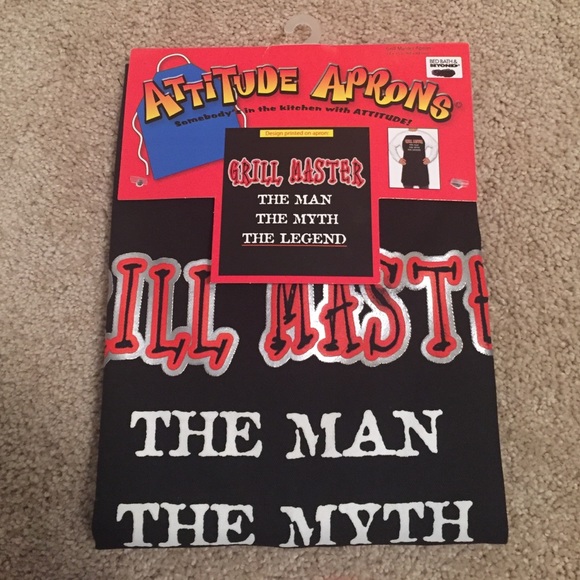 BED BATH &
BEYOND
ATTITUDE APRONS
Somebody's in the kitchen with ATTITUDE!
Design printed on apron:
GRILL MASTER
THE MAN
THE MYTH
THE LEGEND
ILL MASTE
THE MAN
THE MYTH